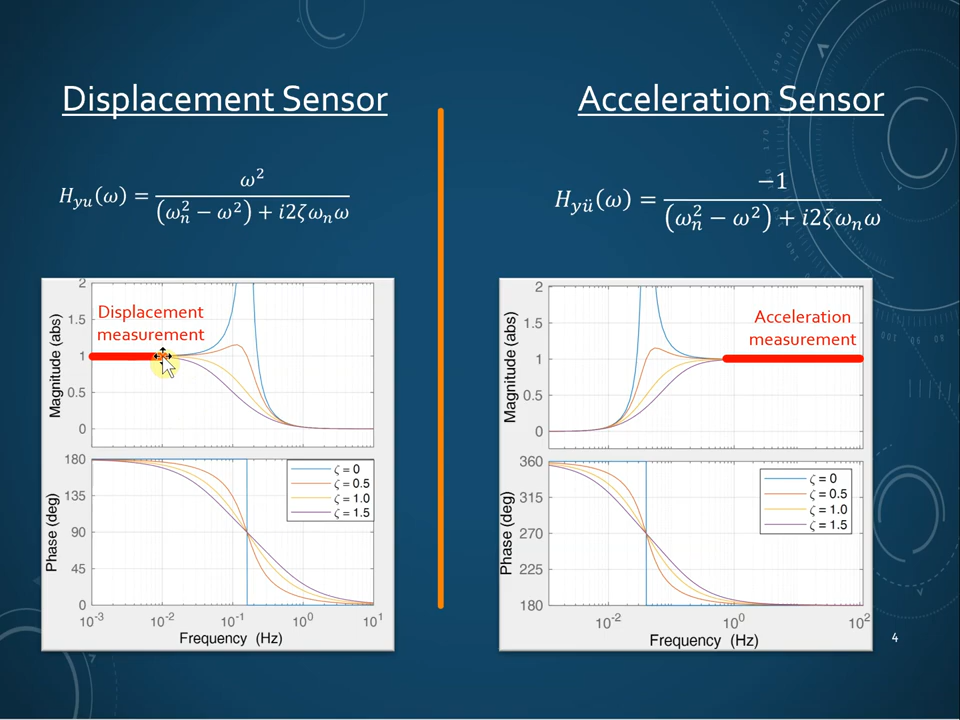 Displacement Sensor
H_yu(ω) = ω² / ((ω_n² − ω²) + i2ζω_nω)
Displacement
measurement
Magnitude (abs)
2
1.5
1
0.5
0
Phase (deg)
180
135
90
45
0
ζ = 0
ζ = 0.5
ζ = 1.0
ζ = 1.5
10⁻³ 10⁻² 10⁻¹ 10⁰ 10¹
Frequency (Hz)
Acceleration Sensor
H_yü(ω) = −1 / ((ω_n² − ω²) + i2ζω_nω)
Acceleration
measurement
Magnitude (abs)
2
1.5
1
0.5
0
Phase (deg)
360
315
270
225
180
ζ = 0
ζ = 0.5
ζ = 1.0
ζ = 1.5
10⁻² 10⁰ 10²
Frequency (Hz)
4